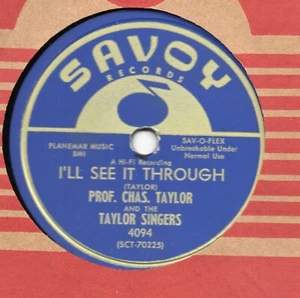 SAVOY
RECORDS
PLANEMAR MUSIC
BMI
SAV-O-FLEX
Unbreakable Under
Normal Use
A Hi-Fi Recording
I'LL SEE IT THROUGH
(TAYLOR)
PROF. CHAS. TAYLOR
AND THE
TAYLOR SINGERS
4094
(SCT-70225)